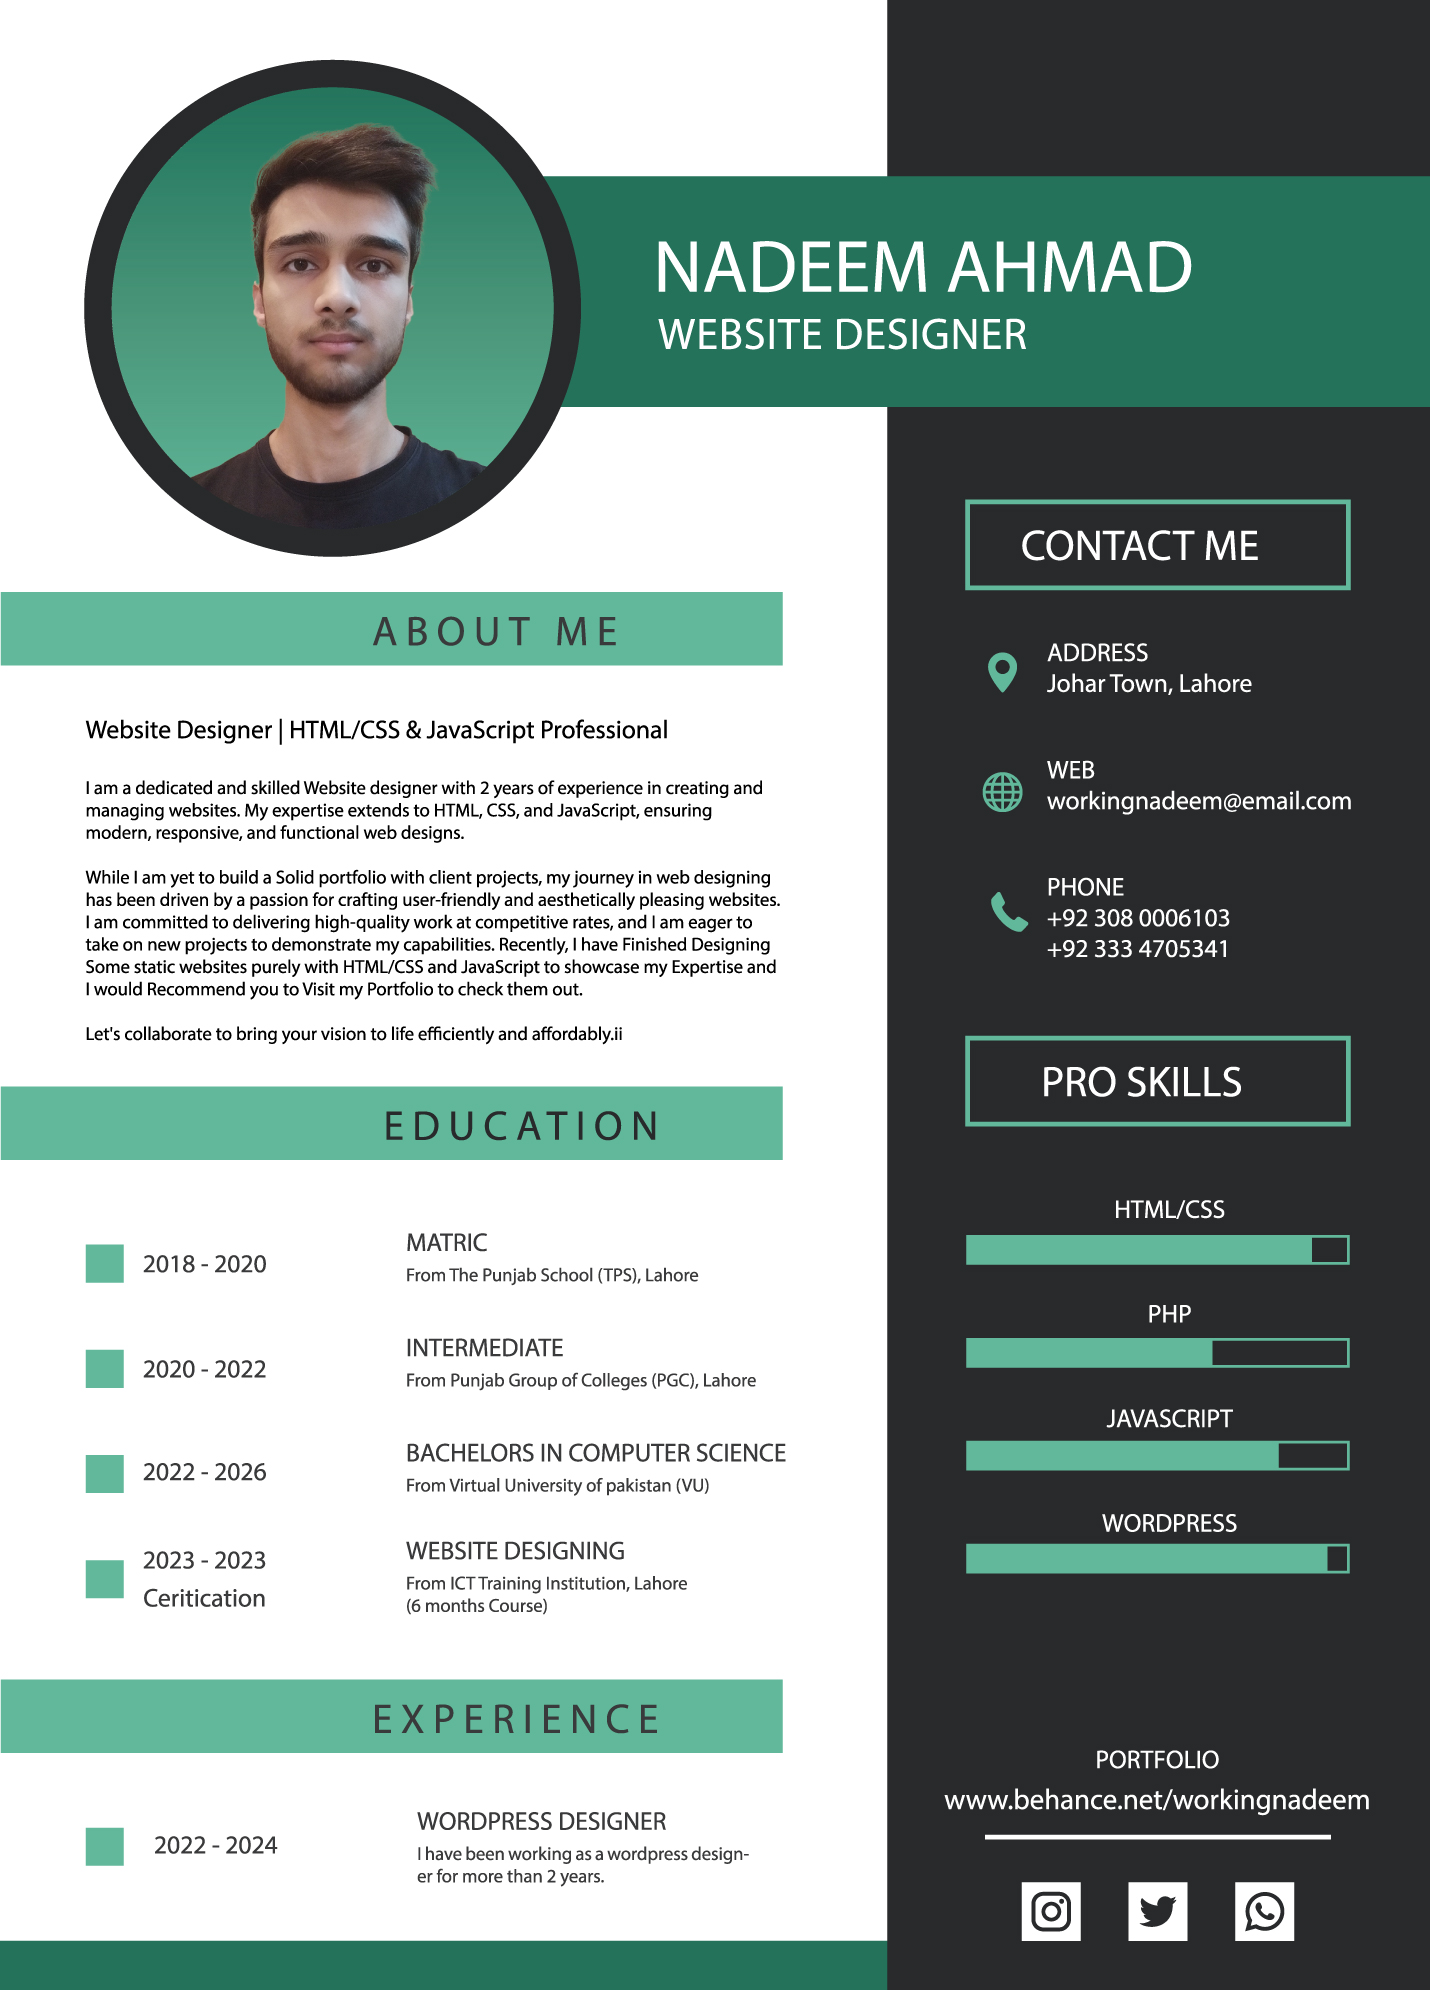 NADEEM AHMAD
WEBSITE DESIGNER
ABOUT ME
Website Designer | HTML/CSS & JavaScript Professional
I am a dedicated and skilled Website designer with 2 years of experience in creating and
managing websites. My expertise extends to HTML, CSS, and JavaScript, ensuring
modern, responsive, and functional web designs.
While I am yet to build a Solid portfolio with client projects, my journey in web designing
has been driven by a passion for crafting user-friendly and aesthetically pleasing websites.
I am committed to delivering high-quality work at competitive rates, and I am eager to
take on new projects to demonstrate my capabilities. Recently, I have Finished Designing
Some static websites purely with HTML/CSS and JavaScript to showcase my Expertise and
I would Recommend you to Visit my Portfolio to check them out.
Let's collaborate to bring your vision to life efficiently and affordably.ii
EDUCATION
2018 - 2020
MATRIC
From The Punjab School (TPS), Lahore
2020 - 2022
INTERMEDIATE
From Punjab Group of Colleges (PGC), Lahore
2022 - 2026
BACHELORS IN COMPUTER SCIENCE
From Virtual University of pakistan (VU)
2023 - 2023
Ceritication
WEBSITE DESIGNING
From ICT Training Institution, Lahore
(6 months Course)
EXPERIENCE
2022 - 2024
WORDPRESS DESIGNER
I have been working as a wordpress design-
er for more than 2 years.
CONTACT ME
ADDRESS
Johar Town, Lahore
WEB
workingnadeem@email.com
PHONE
+92 308 0006103
+92 333 4705341
PRO SKILLS
HTML/CSS
PHP
JAVASCRIPT
WORDPRESS
PORTFOLIO
www.behance.net/workingnadeem